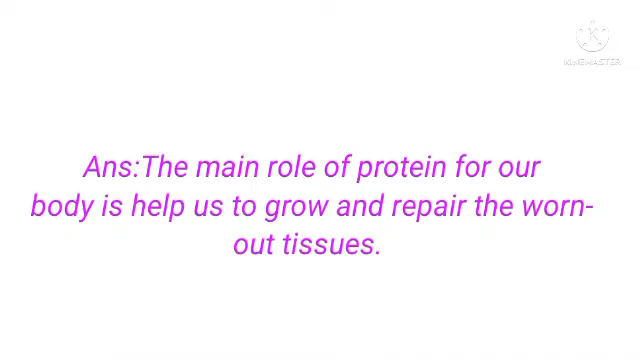 KINEMASTER
Ans:The main role of protein for our
body is help us to grow and repair the worn-
out tissues.